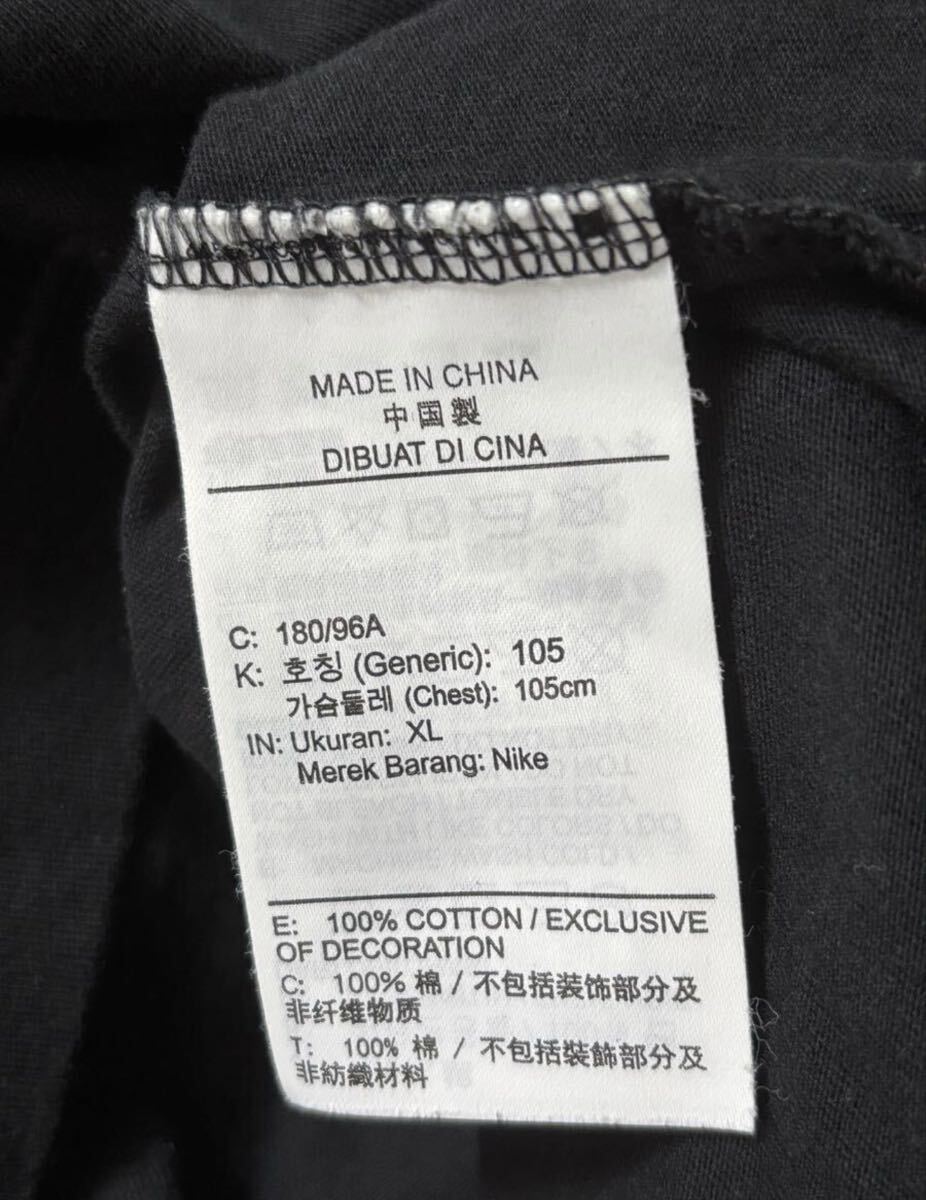 MADE IN CHINA
中国製
DIBUAT DI CINA
C: 180/96A
K: 호칭 (Generic): 105
가슴둘레 (Chest): 105cm
IN: Ukuran: XL
Merek Barang: Nike
E: 100% COTTON / EXCLUSIVE
OF DECORATION
C: 100% 棉 / 不包括装饰部分及
非纤维物质
T: 100% 棉 / 不包括裝飾部分及
非紡織材料